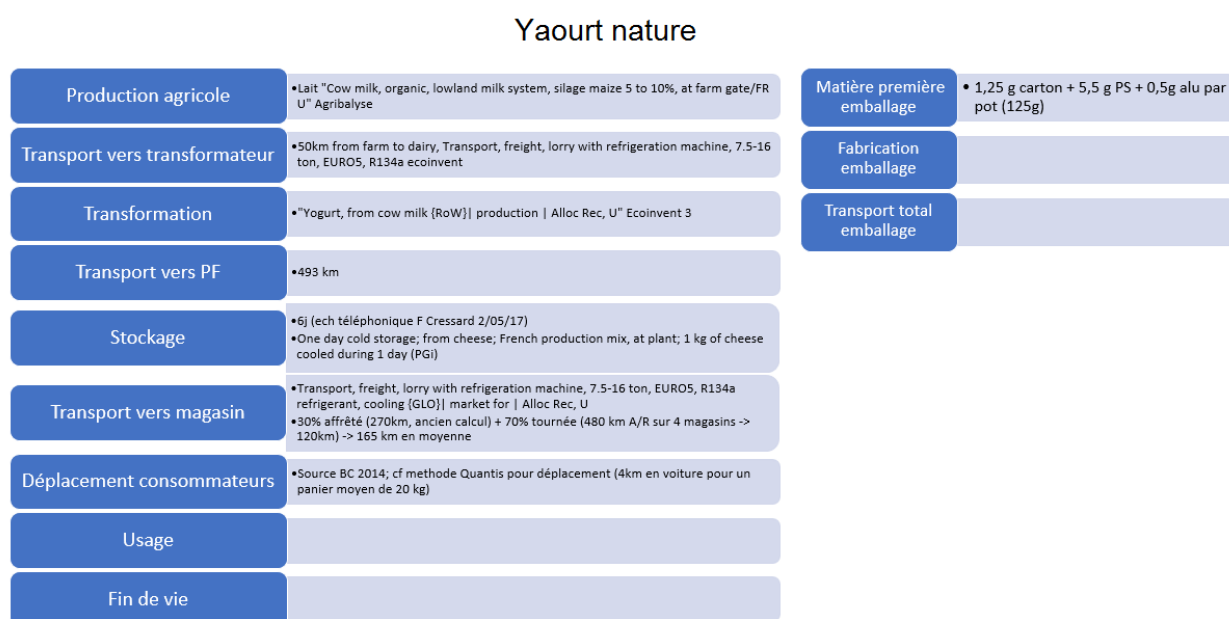 Yaourt nature
Production agricole
•Lait "Cow milk, organic, lowland milk system, silage maize 5 to 10%, at farm gate/FR
U" Agribalyse
Transport vers transformateur
•50km from farm to dairy, Transport, freight, lorry with refrigeration machine, 7.5-16
ton, EURO5, R134a ecoinvent
Transformation
•"Yogurt, from cow milk {RoW}| production | Alloc Rec, U" Ecoinvent 3
Transport vers PF
•493 km
Stockage
•6j (ech téléphonique F Cressard 2/05/17)
•One day cold storage; from cheese; French production mix, at plant; 1 kg of cheese
cooled during 1 day (PGi)
Transport vers magasin
•Transport, freight, lorry with refrigeration machine, 7.5-16 ton, EURO5, R134a
refrigerant, cooling {GLO}| market for | Alloc Rec, U
•30% affrêté (270km, ancien calcul) + 70% tournée (480 km A/R sur 4 magasins ->
120km) -> 165 km en moyenne
Déplacement consommateurs
•Source BC 2014; cf methode Quantis pour déplacement (4km en voiture pour un
panier moyen de 20 kg)
Usage
Fin de vie
Matière première
emballage
• 1,25 g carton + 5,5 g PS + 0,5g alu par
pot (125g)
Fabrication
emballage
Transport total
emballage